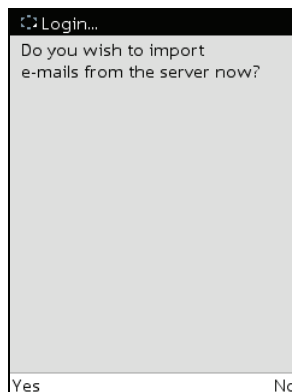 Login...
Do you wish to import
e-mails from the server now?
Yes No